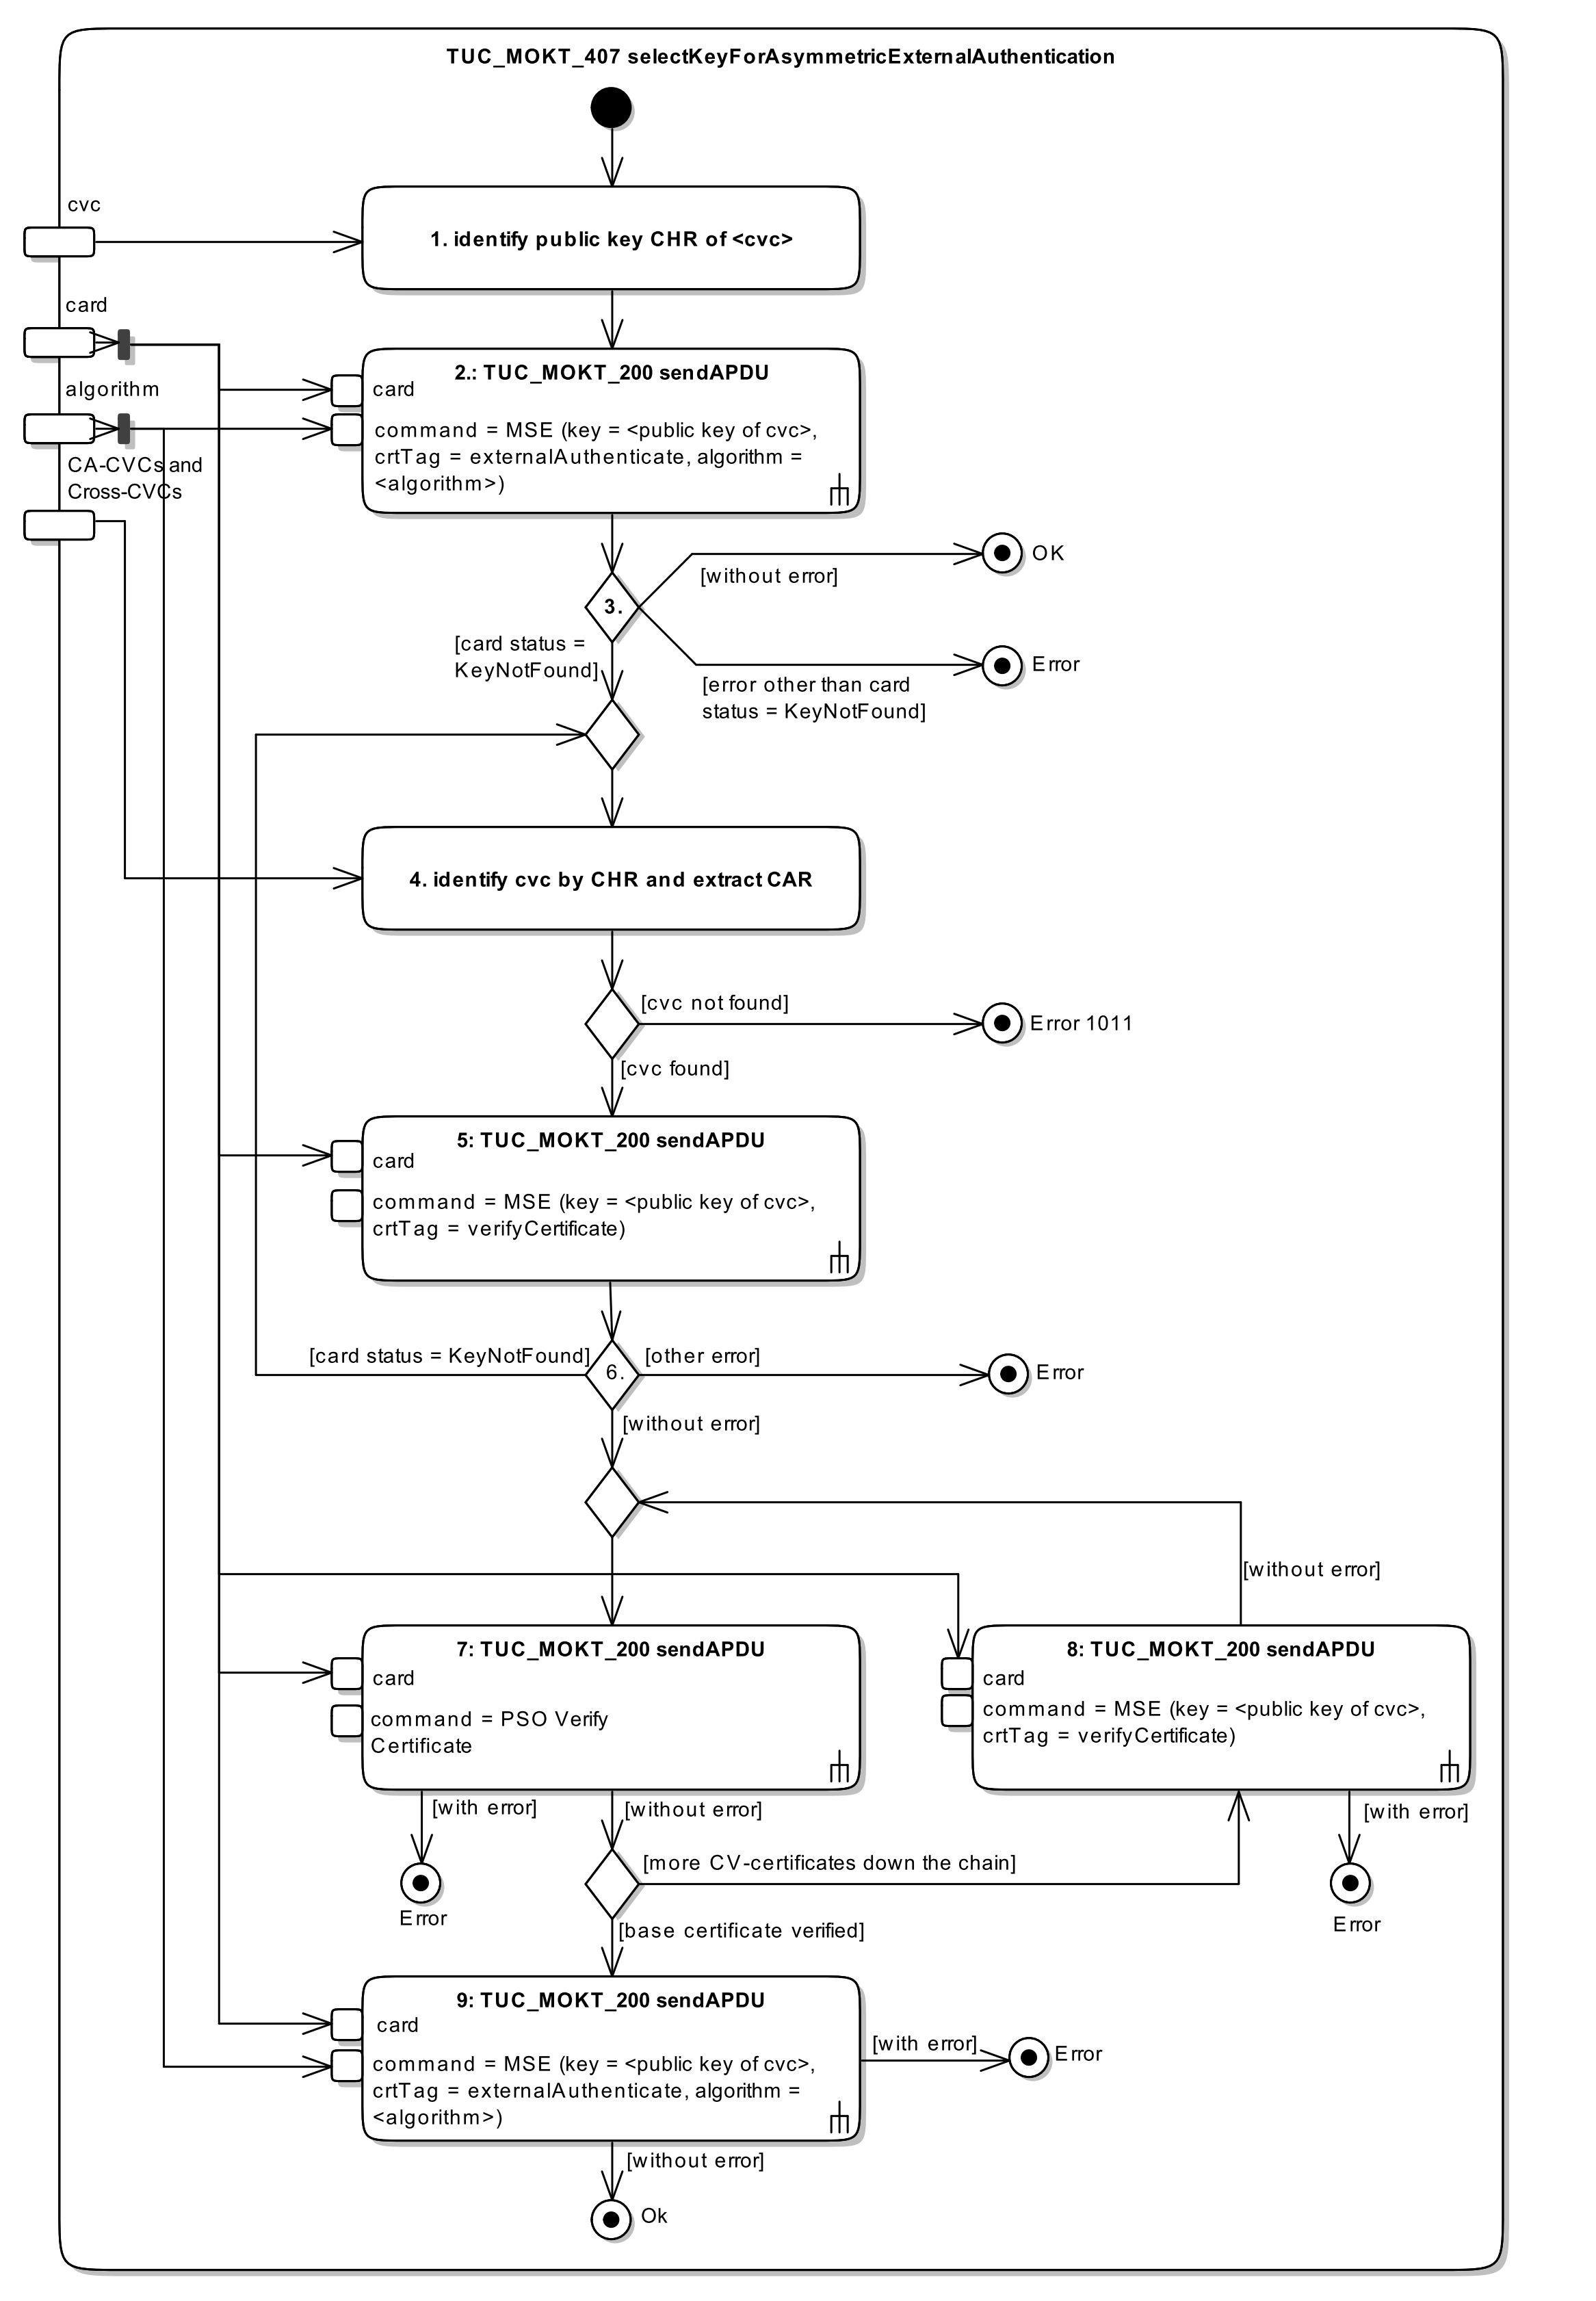 TUC_MOKT_407 selectKeyForAsymmetricExternalAuthentication
cvc
1. identify public key CHR of <cvc>
card
2.: TUC_MOKT_200 sendAPDU
card
algorithm
command = MSE (key = <public key of cvc>,
crtTag = externalAuthenticate, algorithm =
<algorithm>)
CA-CVCs and
Cross-CVCs
OK
[without error]
3.
[card status =
KeyNotFound]
Error
[error other than card
status = KeyNotFound]
4. identify cvc by CHR and extract CAR
[cvc not found]
Error 1011
[cvc found]
5: TUC_MOKT_200 sendAPDU
card
command = MSE (key = <public key of cvc>,
crtTag = verifyCertificate)
[card status = KeyNotFound]
6.
[other error]
Error
[without error]
[without error]
7: TUC_MOKT_200 sendAPDU
card
command = PSO Verify
Certificate
8: TUC_MOKT_200 sendAPDU
card
command = MSE (key = <public key of cvc>,
crtTag = verifyCertificate)
[with error]
[without error]
[with error]
[more CV-certificates down the chain]
Error
Error
[base certificate verified]
9: TUC_MOKT_200 sendAPDU
card
command = MSE (key = <public key of cvc>,
crtTag = externalAuthenticate, algorithm =
<algorithm>)
[with error]
Error
[without error]
Ok